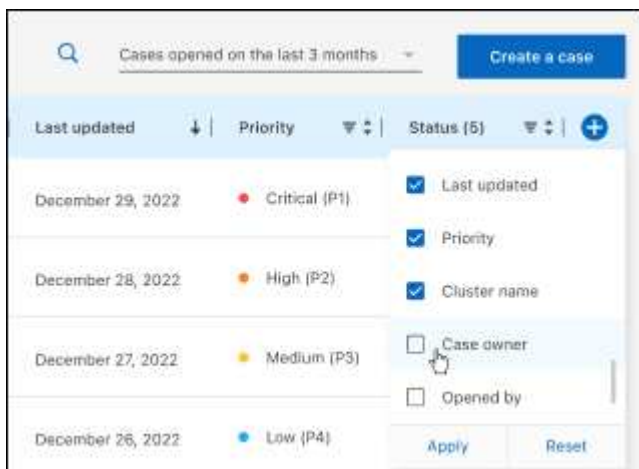 Cases opened on the last 3 months
Create a case
Last updated Priority Status (5)
December 29, 2022 Critical (P1) Last updated
Priority
December 28, 2022 High (P2) Cluster name
December 27, 2022 Medium (P3) Case owner
Opened by
December 26, 2022 Low (P4) Apply Reset